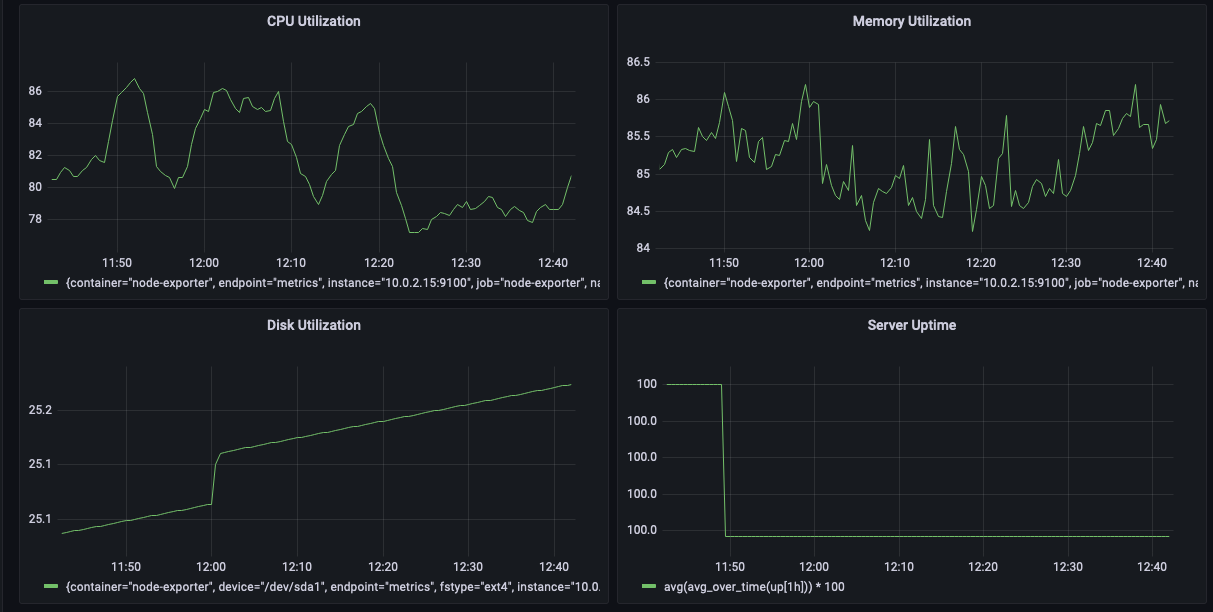 CPU Utilization
86
84
82
80
78
11:50 12:00 12:10 12:20 12:30 12:40
{container="node-exporter", endpoint="metrics", instance="10.0.2.15:9100", job="node-exporter", na
Memory Utilization
86.5
86
85.5
85
84.5
84
11:50 12:00 12:10 12:20 12:30 12:40
{container="node-exporter", endpoint="metrics", instance="10.0.2.15:9100", job="node-exporter", na
Disk Utilization
25.2
25.1
25.1
11:50 12:00 12:10 12:20 12:30 12:40
{container="node-exporter", device="/dev/sda1", endpoint="metrics", fstype="ext4", instance="10.0.
Server Uptime
100
100.0
100.0
100.0
100.0
11:50 12:00 12:10 12:20 12:30 12:40
avg(avg_over_time(up[1h])) * 100